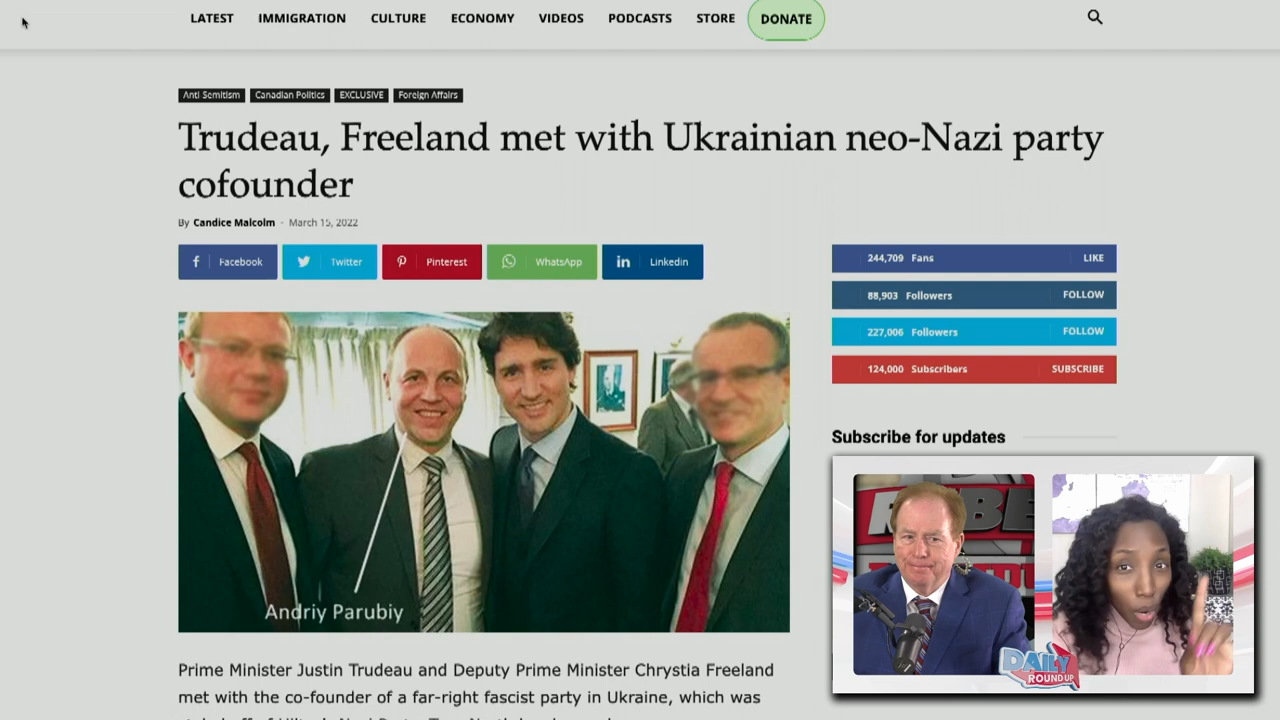 LATEST IMMIGRATION CULTURE ECONOMY VIDEOS PODCASTS STORE DONATE
Anti Semitism Canadian Politics EXCLUSIVE Foreign Affairs
Trudeau, Freeland met with Ukrainian neo-Nazi party
cofounder
By Candice Malcolm - March 15, 2022
Facebook Twitter Pinterest WhatsApp Linkedin
244,709 Fans LIKE
88,903 Followers FOLLOW
227,006 Followers FOLLOW
124,000 Subscribers SUBSCRIBE
Subscribe for updates
Andriy Parubiy
Prime Minister Justin Trudeau and Deputy Prime Minister Chrystia Freeland
met with the co-founder of a far-right fascist party in Ukraine, which was
DAILY
ROUNDUP